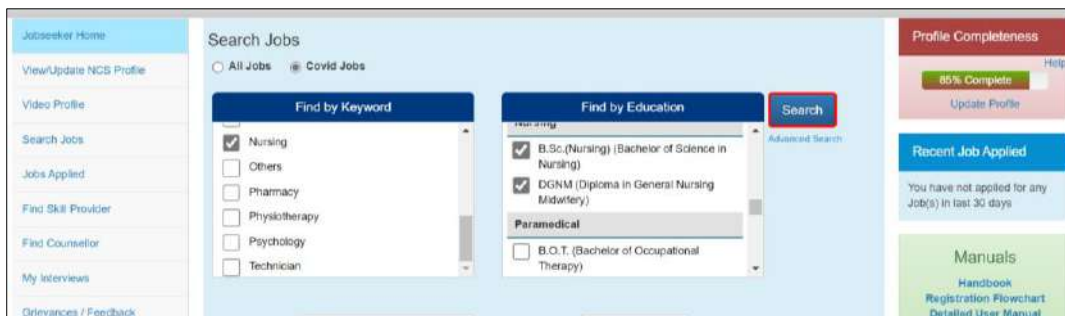 Jobseeker Home
View/Update NCS Profile
Video Profile
Search Jobs
Jobs Applied
Find Skill Provider
Find Counsellor
My Interviews
Grievances / Feedback
Search Jobs
All Jobs
Covid Jobs
Find by Keyword
Nursing
Others
Pharmacy
Physiotherapy
Psychology
Technician
Find by Education
Nursing
B.Sc.(Nursing) (Bachelor of Science in
Nursing)
DGNM (Diploma in General Nursing
Midwifery)
Paramedical
B.O.T. (Bachelor of Occupational
Therapy)
Search
Advanced Search
Profile Completeness
Help
85% Complete
Update Profile
Recent Job Applied
You have not applied for any
Job(s) in last 30 days
Manuals
Handbook
Registration Flowchart
Detailed User Manual